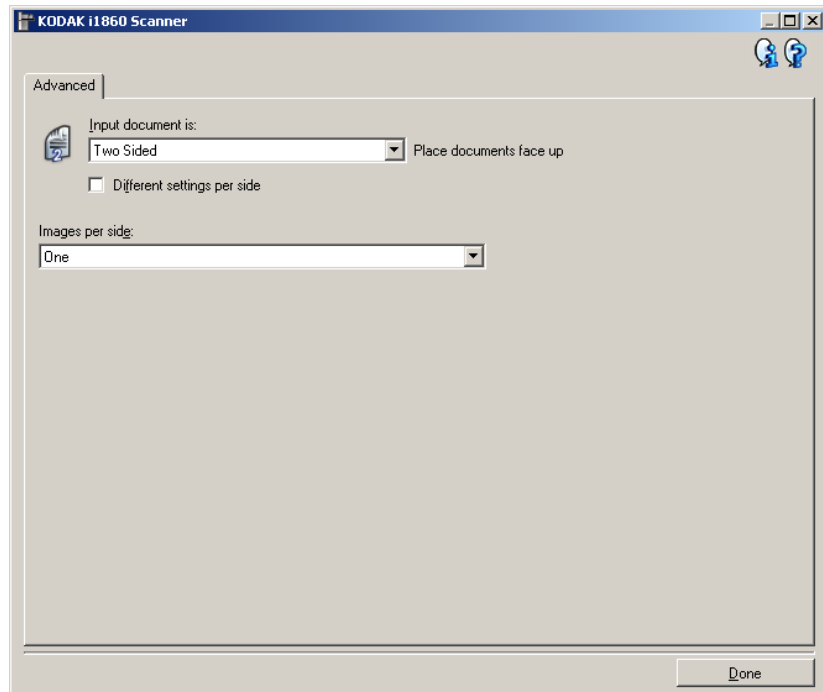 KODAK i1860 Scanner
Advanced
Input document is:
Two Sided Place documents face up
Different settings per side
Images per side:
One
Done